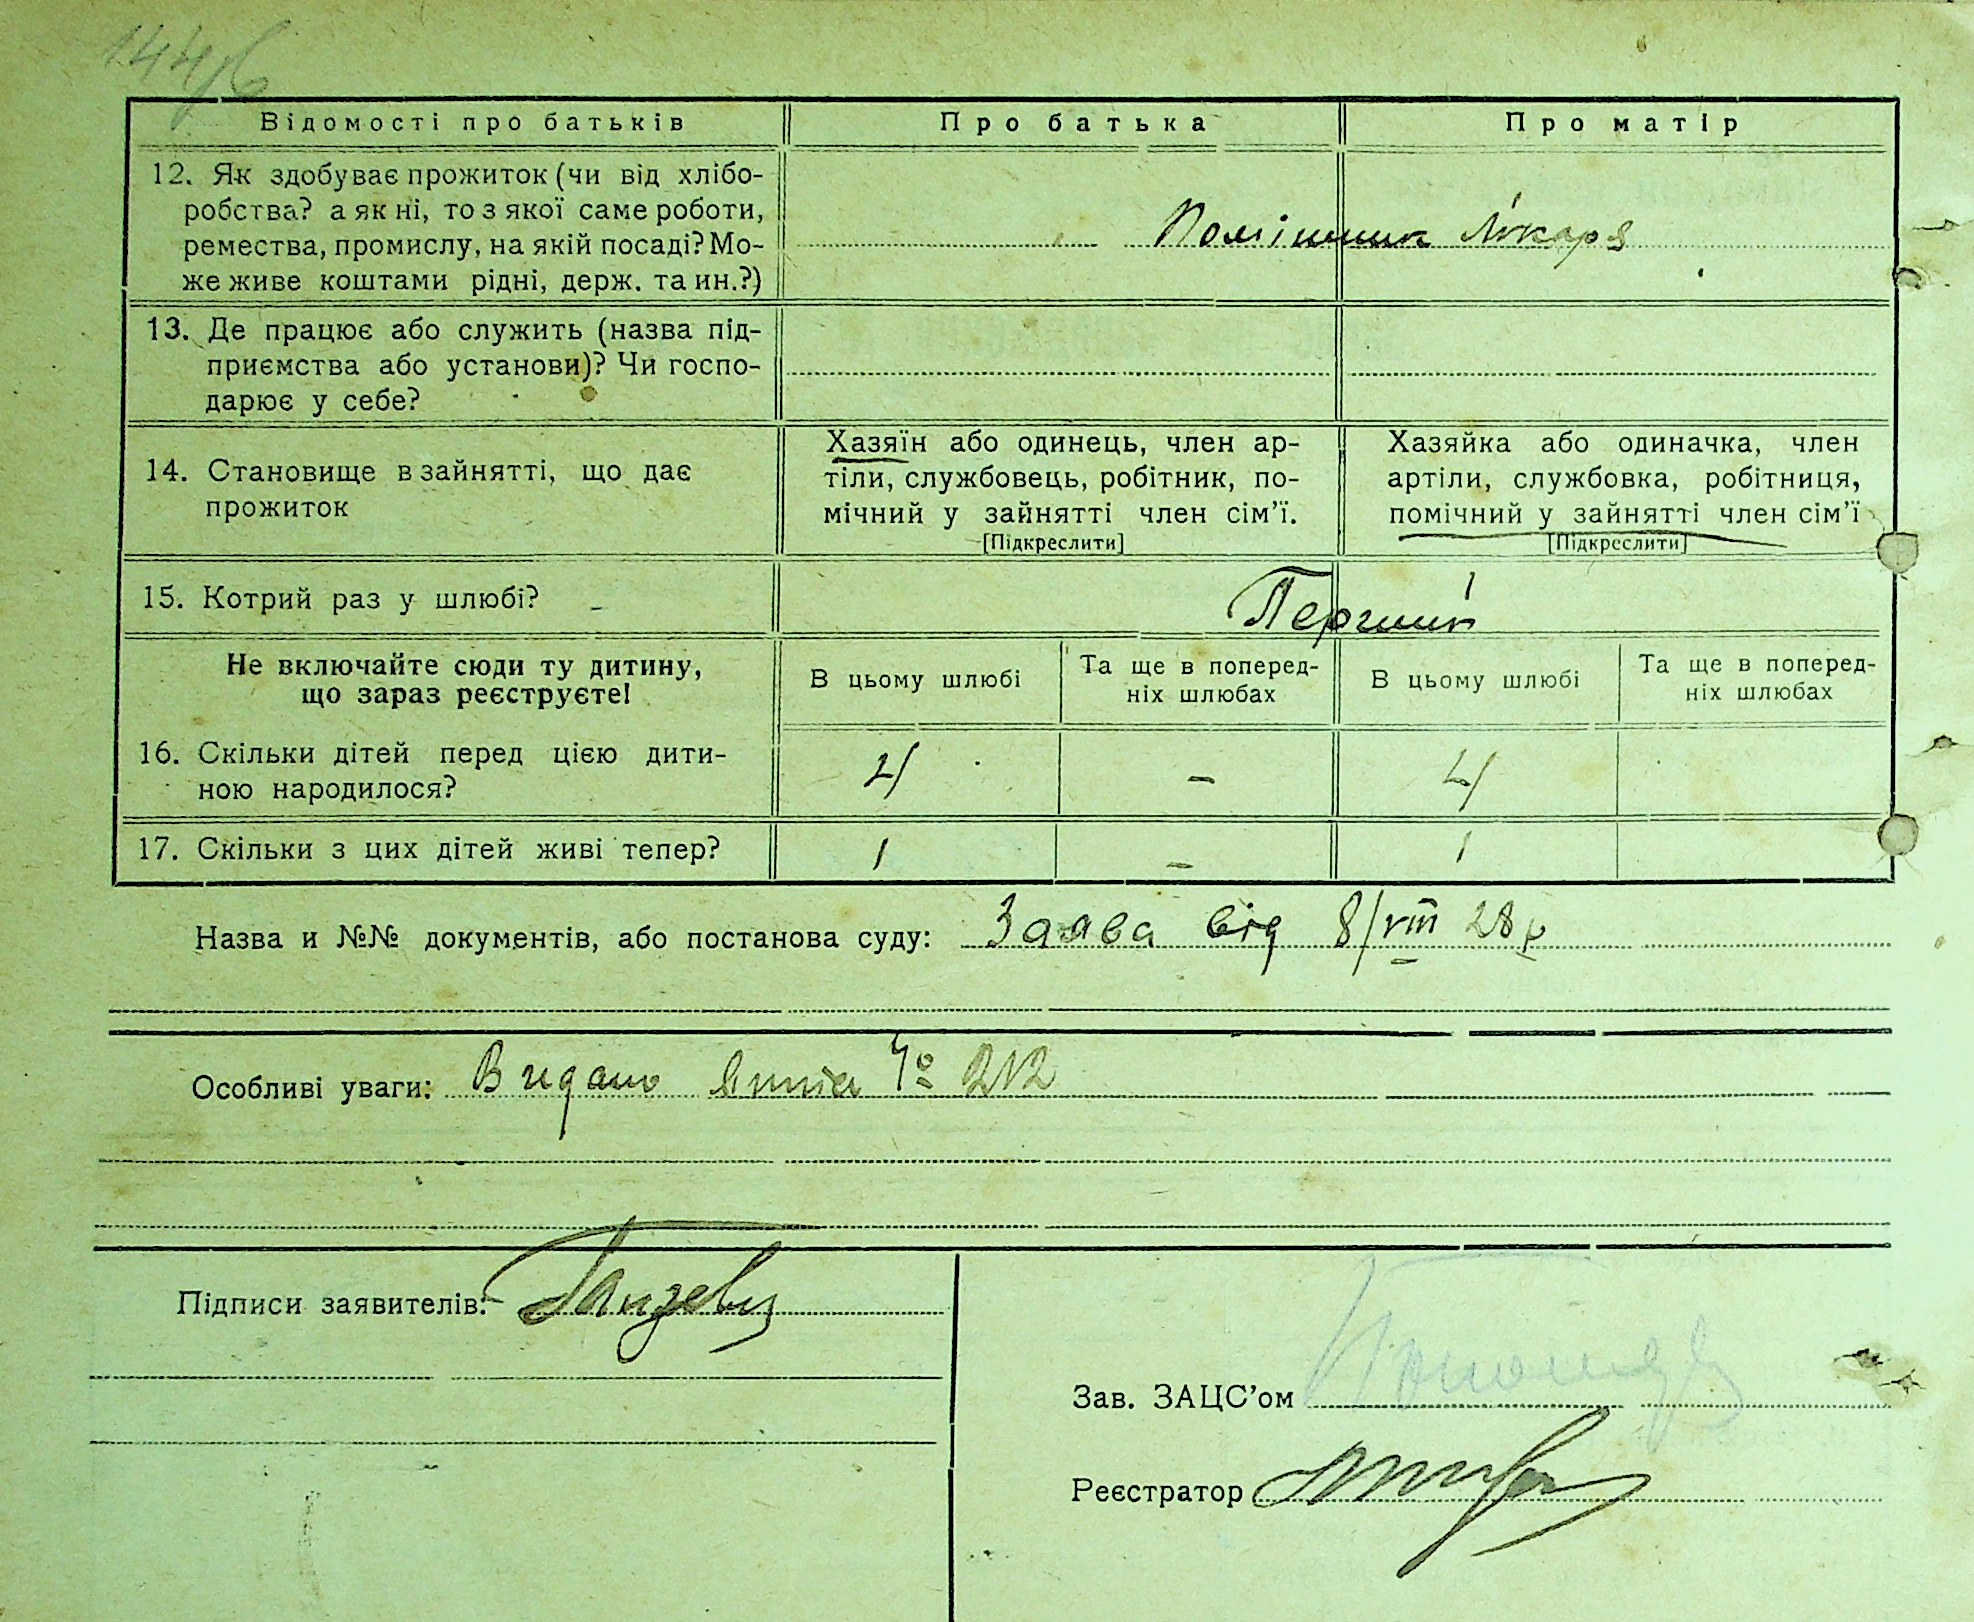 144/6
Відомості про батьків
Про батька
Про матір
12. Як здобуває прожиток (чи від хлібо-
робства? а як ні, то з якої саме роботи,
ремества, промислу, на якій посаді? Мо-
же живе коштами рідні, держ. та ин.?)
Помішник лікаря
13. Де працює або служить (назва під-
приємства або установи)? Чи госпо-
дарює у себе?
14. Становище в зайнятті, що дає
прожиток
Хазяїн або одинець, член ар-
тіли, службовець, робітник, по-
мічний у зайнятті член сім'ї.
[Підкреслити]
Хазяйка або одиначка, член
артіли, службовка, робітниця,
помічний у зайнятті член сім'ї
[Підкреслити]
15. Котрий раз у шлюбі?
Перший
Не включайте сюди ту дитину,
що зараз реєструєте!
В цьому шлюбі
Та ще в поперед-
ніх шлюбах
В цьому шлюбі
Та ще в поперед-
ніх шлюбах
16. Скільки дітей перед цією дити-
ною народилося?
4 - 4
17. Скільки з цих дітей живі тепер?
1 - 1
Назва и №№ документів, або постанова суду: Заява від 8/VIII 28 р
Особливі уваги: Видано № 212
Підписи заявителів:
Зав. ЗАЦС'ом
Реєстратор